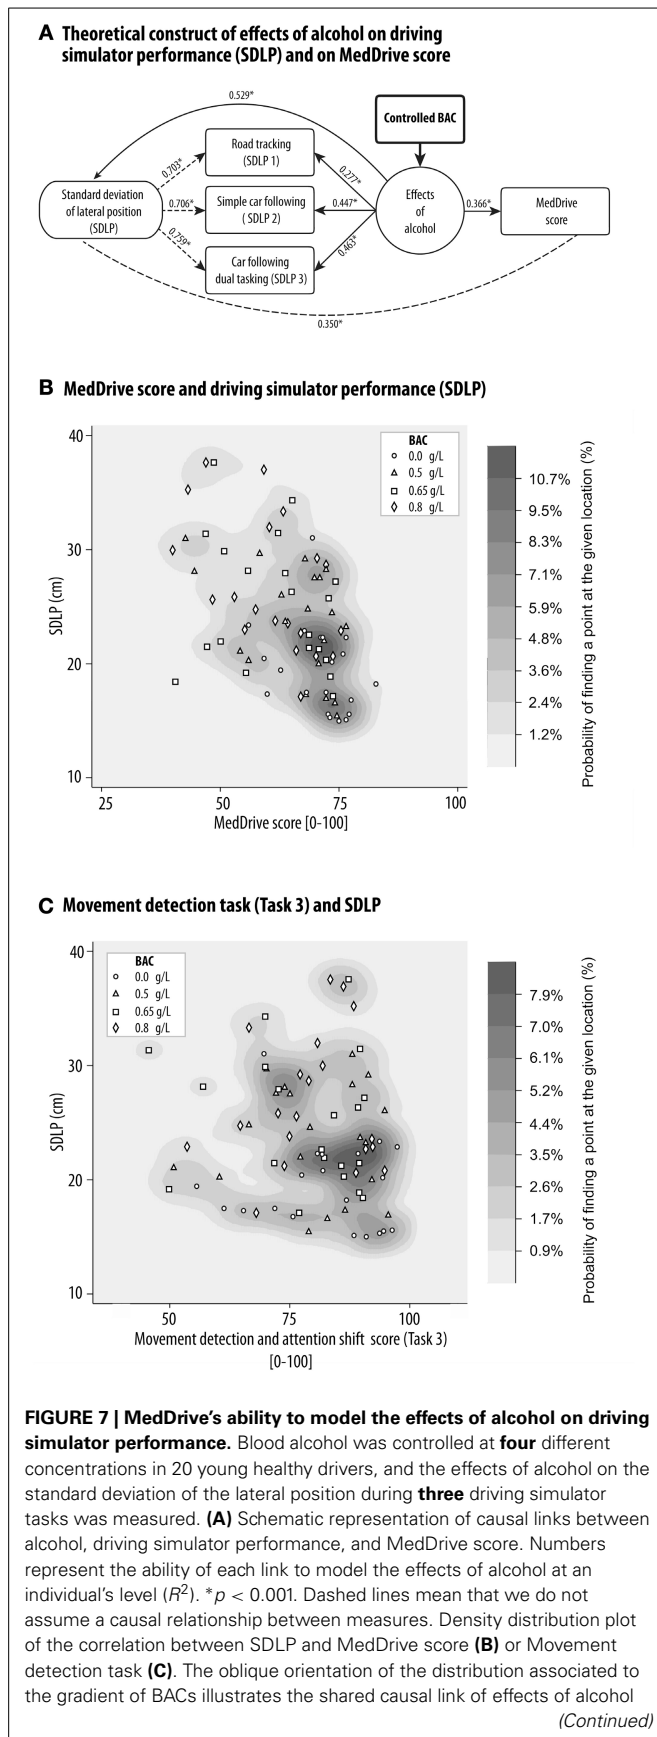 A Theoretical construct of effects of alcohol on driving
simulator performance (SDLP) and on MedDrive score
0.529*
Controlled BAC
Road tracking
(SDLP 1)
0.703*
0.277*
Standard deviation
of lateral position
(SDLP)
0.706*
Simple car following
( SDLP 2)
0.447*
Effects
of
alcohol
0.366*
MedDrive
score
0.759*
0.463*
Car following
dual tasking (SDLP 3)
0.350*
B MedDrive score and driving simulator performance (SDLP)
40
30
20
10
SDLP (cm)
BAC
0.0 g/L
0.5 g/L
0.65 g/L
0.8 g/L
25 50 75 100
MedDrive score [0-100]
10.7%
9.5%
8.3%
7.1%
5.9%
4.8%
3.6%
2.4%
1.2%
Probability of finding a point at the given location (%)
C Movement detection task (Task 3) and SDLP
40
30
20
10
SDLP (cm)
BAC
0.0 g/L
0.5 g/L
0.65 g/L
0.8 g/L
50 75 100
Movement detection and attention shift score (Task 3)
[0-100]
7.9%
7.0%
6.1%
5.2%
4.4%
3.5%
2.6%
1.7%
0.9%
Probability of finding a point at the given location (%)
FIGURE 7 | MedDrive's ability to model the effects of alcohol on driving
simulator performance. Blood alcohol was controlled at four different
concentrations in 20 young healthy drivers, and the effects of alcohol on the
standard deviation of the lateral position during three driving simulator
tasks was measured. (A) Schematic representation of causal links between
alcohol, driving simulator performance, and MedDrive score. Numbers
represent the ability of each link to model the effects of alcohol at an
individual's level (R²). *p < 0.001. Dashed lines mean that we do not
assume a causal relationship between measures. Density distribution plot
of the correlation between SDLP and MedDrive score (B) or Movement
detection task (C). The oblique orientation of the distribution associated to
the gradient of BACs illustrates the shared causal link of effects of alcohol
(Continued)